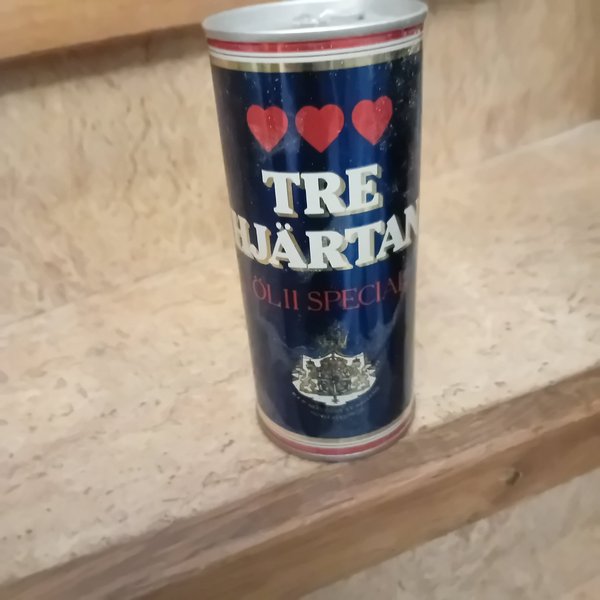 TRE
HJÄRTAN
ÖL II SPECIAL